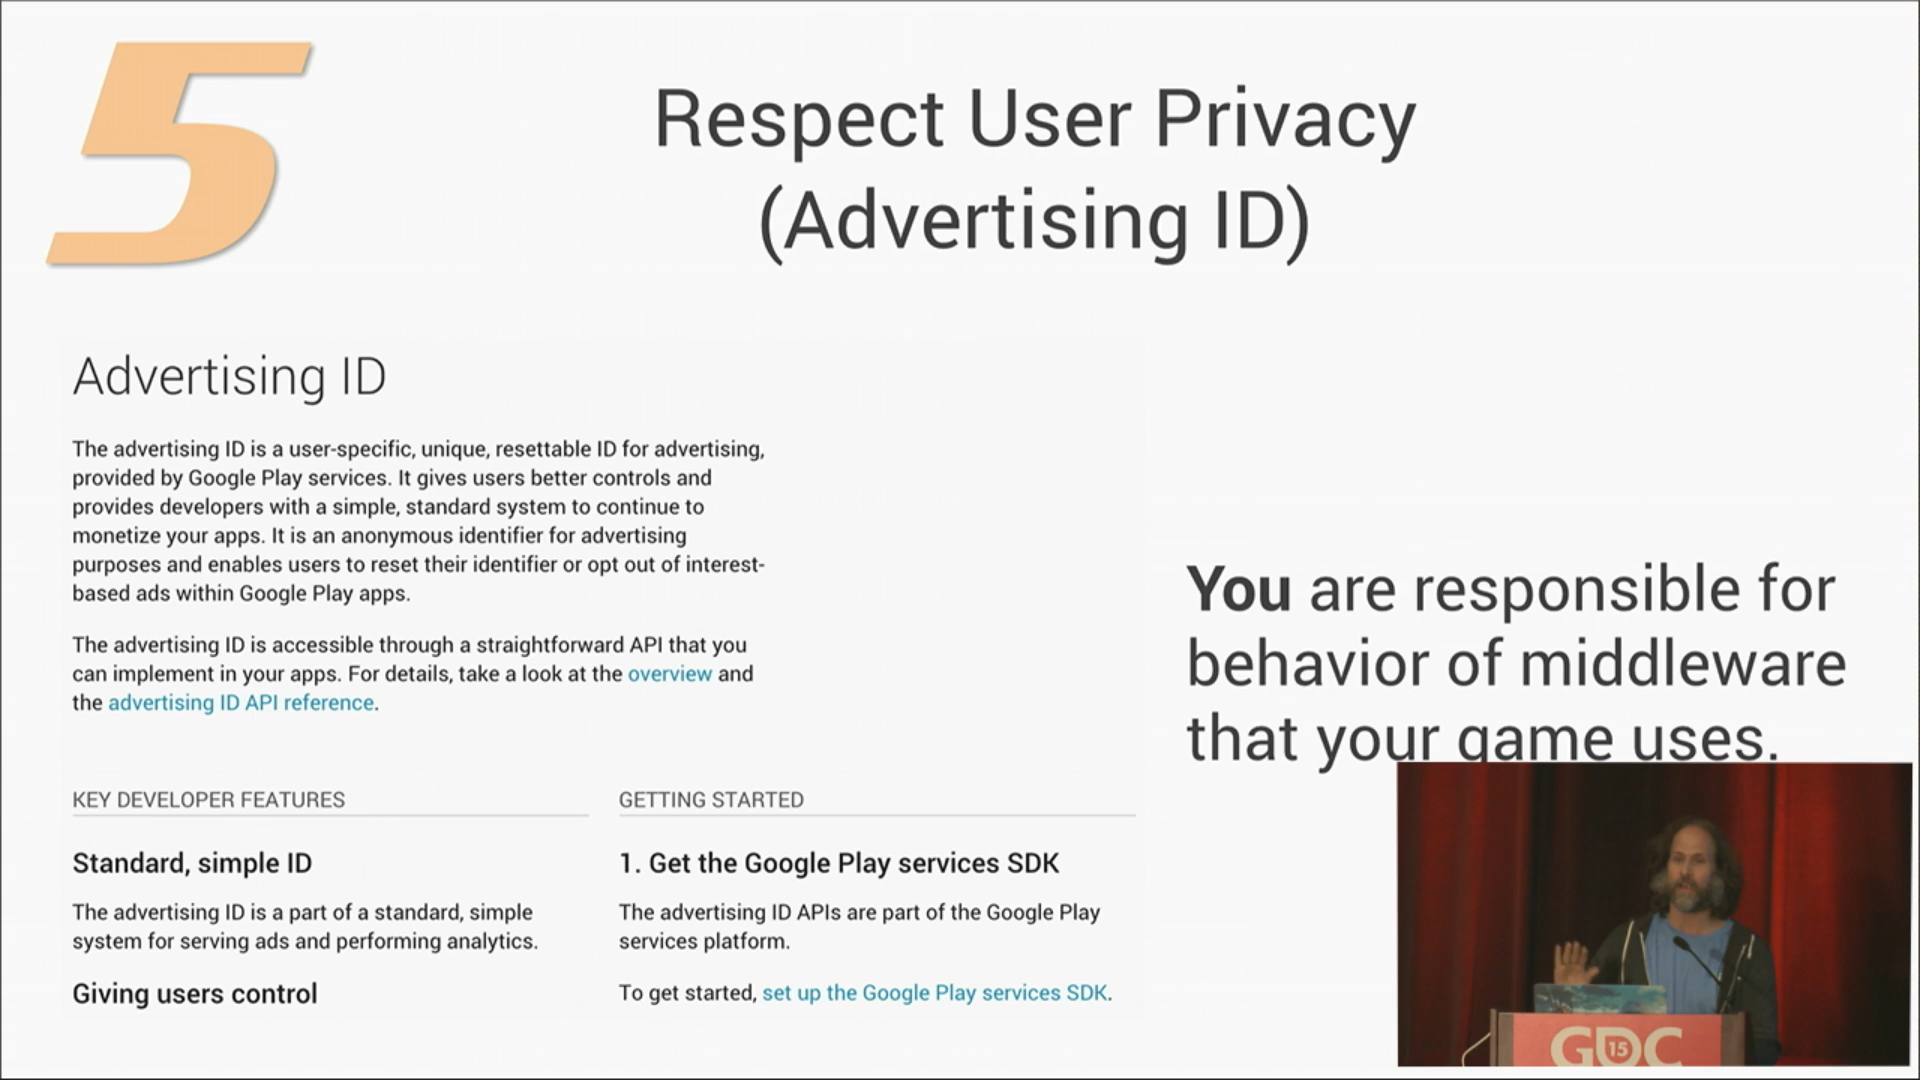 5
Respect User Privacy
(Advertising ID)
Advertising ID
The advertising ID is a user-specific, unique, resettable ID for advertising,
provided by Google Play services. It gives users better controls and
provides developers with a simple, standard system to continue to
monetize your apps. It is an anonymous identifier for advertising
purposes and enables users to reset their identifier or opt out of interest-
based ads within Google Play apps.
The advertising ID is accessible through a straightforward API that you
can implement in your apps. For details, take a look at the overview and
the advertising ID API reference.
KEY DEVELOPER FEATURES
Standard, simple ID
The advertising ID is a part of a standard, simple
system for serving ads and performing analytics.
Giving users control
GETTING STARTED
1. Get the Google Play services SDK
The advertising ID APIs are part of the Google Play
services platform.
To get started, set up the Google Play services SDK.
You are responsible for
behavior of middleware
that your game uses.
GDC
15